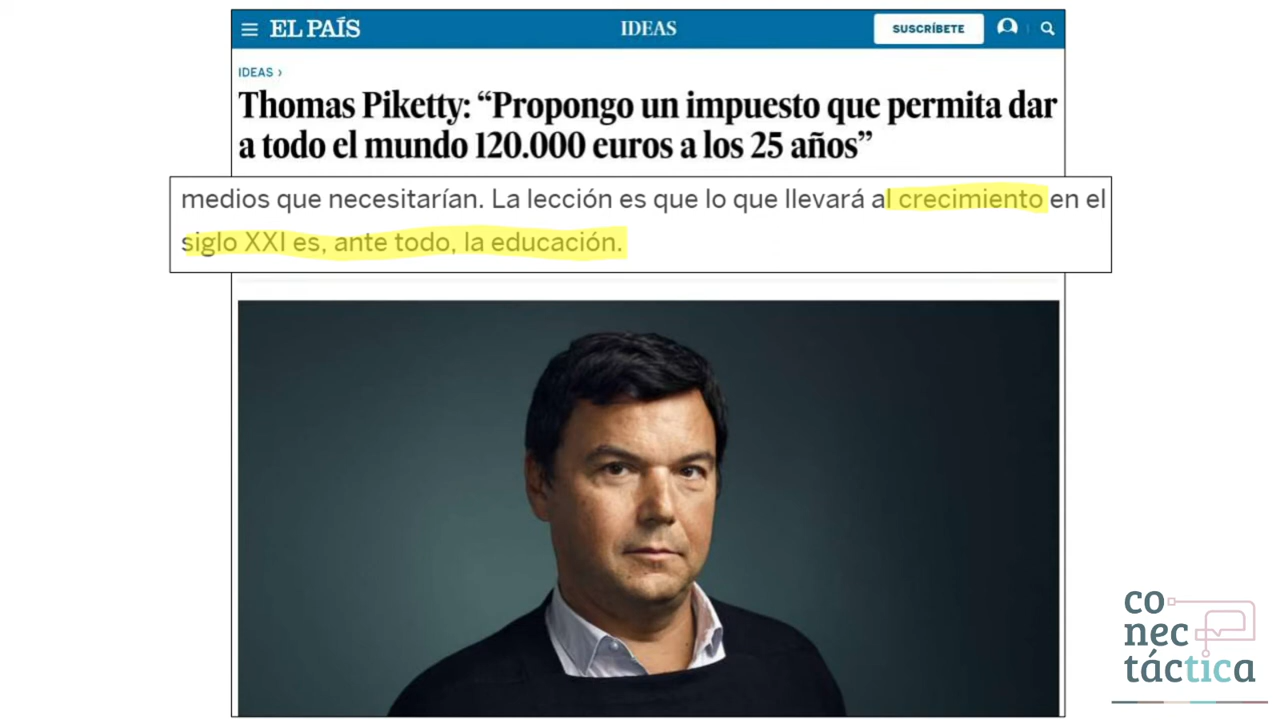 EL PAÍS
IDEAS
SUSCRÍBETE
IDEAS ›
Thomas Piketty: “Propongo un impuesto que permita dar
a todo el mundo 120.000 euros a los 25 años”
medios que necesitarían. La lección es que lo que llevará al crecimiento en el
siglo XXI es, ante todo, la educación.
co
nec
táctica